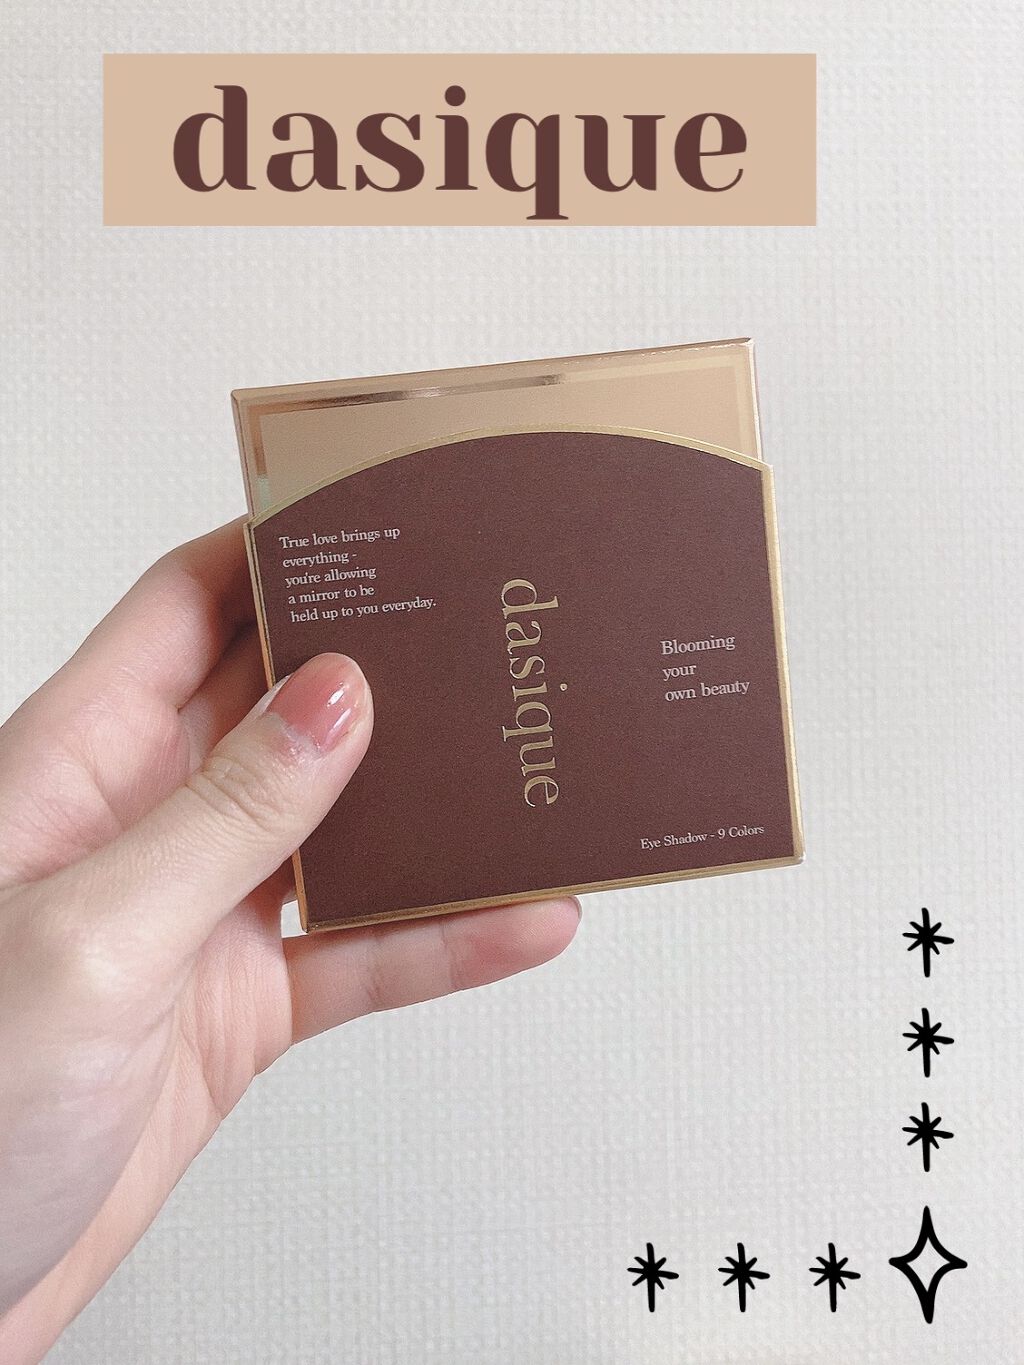 dasique
True love brings up
everything -
you're allowing
a mirror to be
held up to you everyday.
dasique
Blooming
your
own beauty
Eye Shadow - 9 Colors